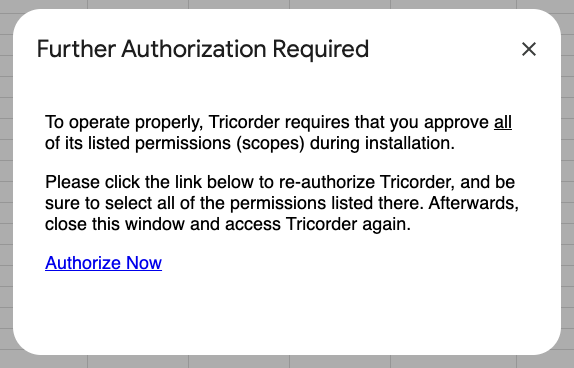 Further Authorization Required
To operate properly, Tricorder requires that you approve all
of its listed permissions (scopes) during installation.
Please click the link below to re-authorize Tricorder, and be
sure to select all of the permissions listed there. Afterwards,
close this window and access Tricorder again.
Authorize Now